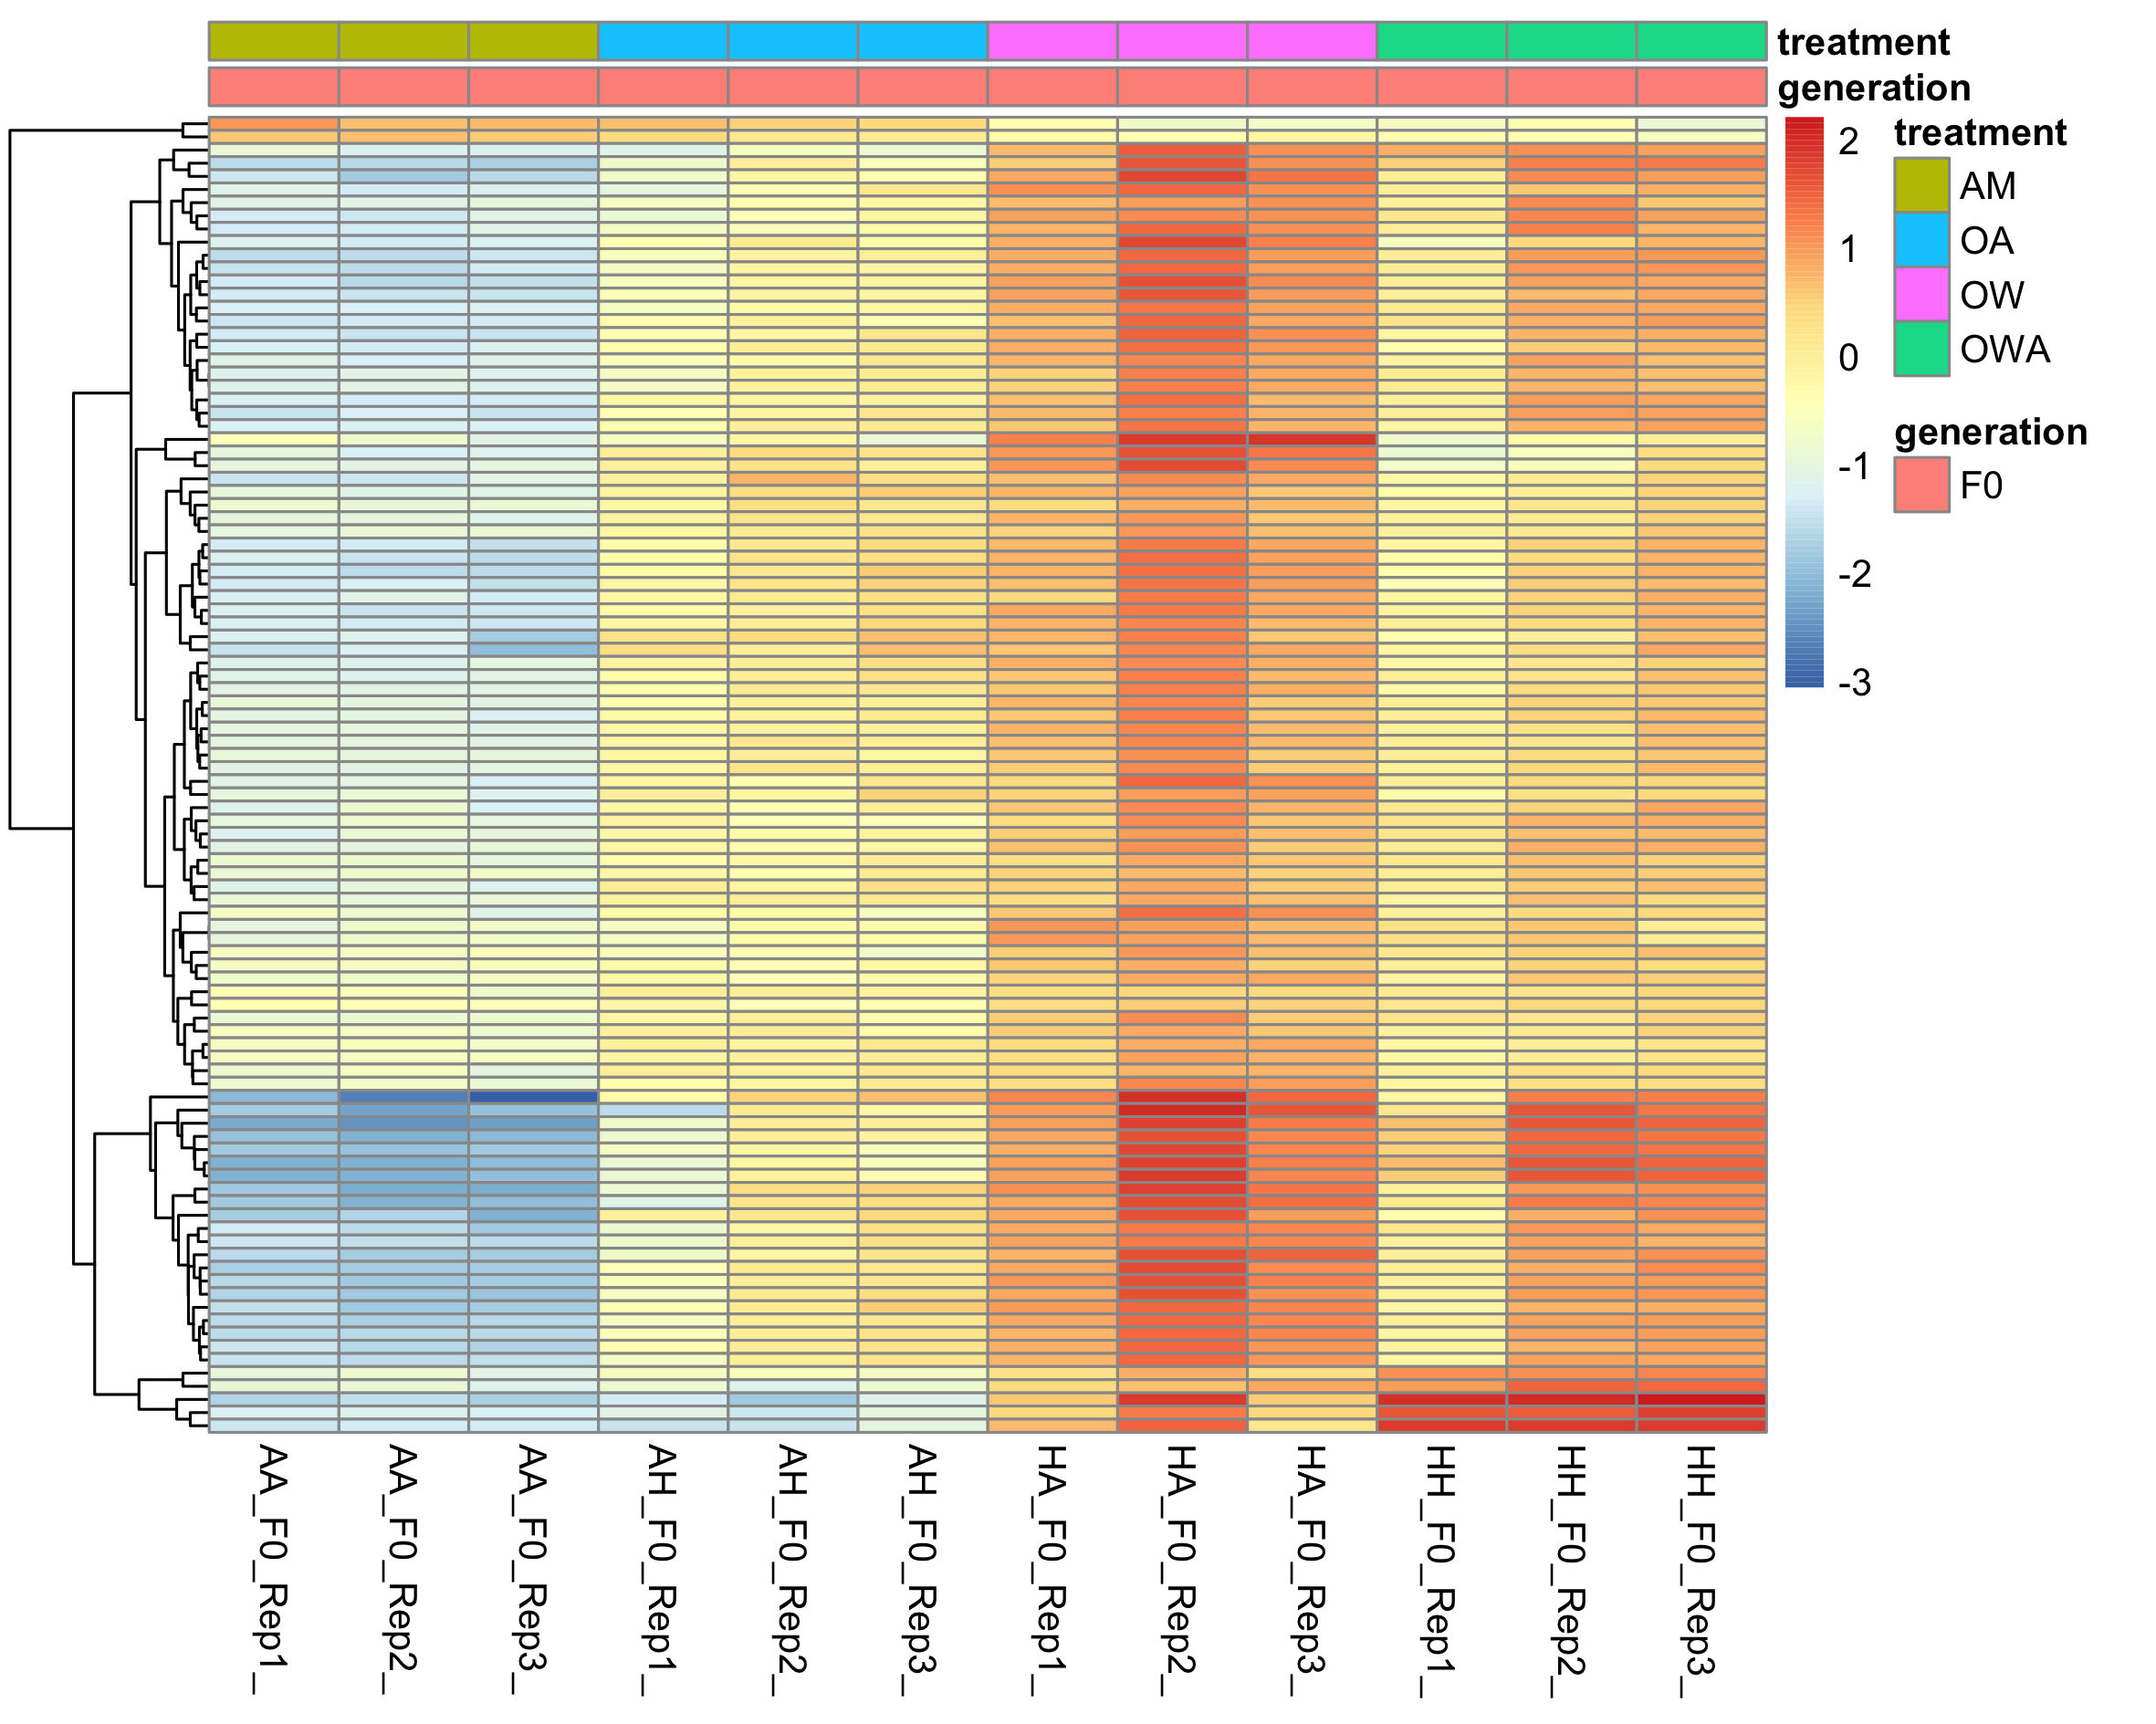 treatment
generation
2
1
0
-1
-2
-3
treatment
AM
OA
OW
OWA
generation
F0
AA_F0_Rep1_
AA_F0_Rep2_
AA_F0_Rep3_
AH_F0_Rep1_
AH_F0_Rep2_
AH_F0_Rep3_
HA_F0_Rep1_
HA_F0_Rep2_
HA_F0_Rep3_
HH_F0_Rep1_
HH_F0_Rep2_
HH_F0_Rep3_